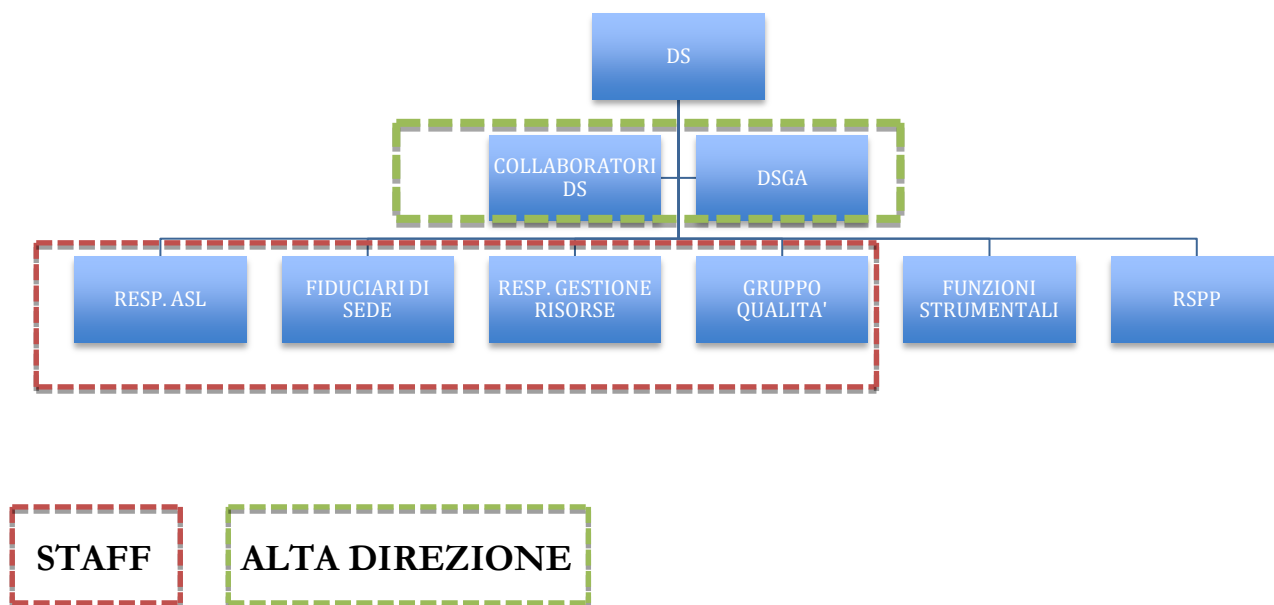 DS
COLLABORATORI
DS
DSGA
RESP. ASL
FIDUCIARI DI
SEDE
RESP. GESTIONE
RISORSE
GRUPPO
QUALITA'
FUNZIONI
STRUMENTALI
RSPP
STAFF
ALTA DIREZIONE